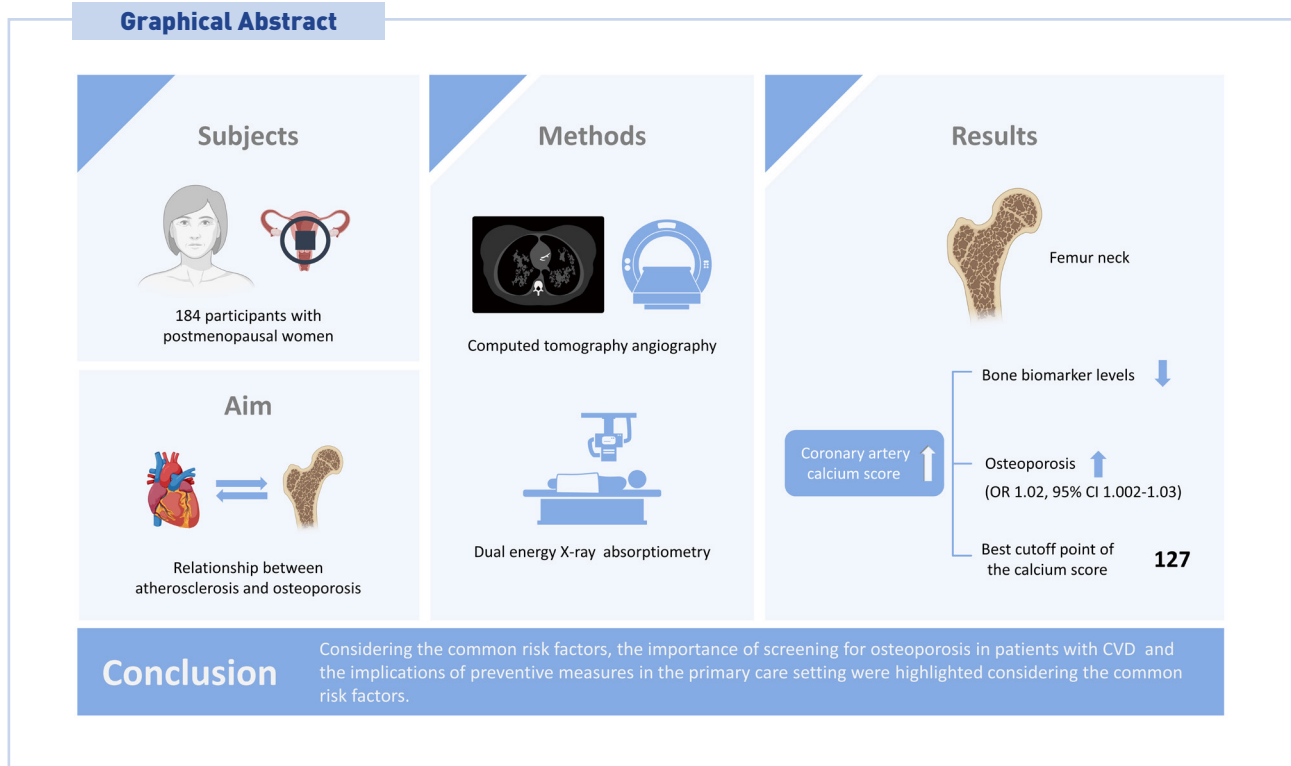 Graphical Abstract
Subjects
184 participants with
postmenopausal women
Aim
Relationship between
atherosclerosis and osteoporosis
Methods
Computed tomography angiography
Dual energy X-ray absorptiometry
Results
Femur neck
Coronary artery
calcium score
Bone biomarker levels
Osteoporosis
(OR 1.02, 95% CI 1.002-1.03)
Best cutoff point of
the calcium score
127
Conclusion
Considering the common risk factors, the importance of screening for osteoporosis in patients with CVD and
the implications of preventive measures in the primary care setting were highlighted considering the common
risk factors.